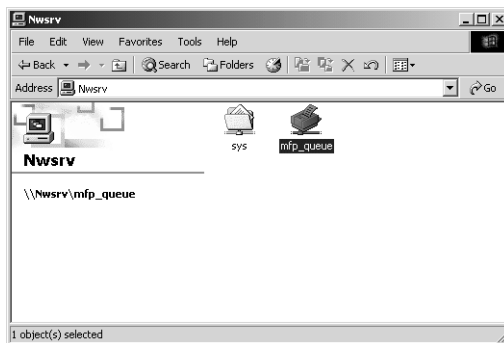 Nwsrv
File Edit View Favorites Tools Help
Back Search Folders
Address Nwsrv Go
sys mfp_queue
Nwsrv
\\Nwsrv\mfp_queue
1 object(s) selected